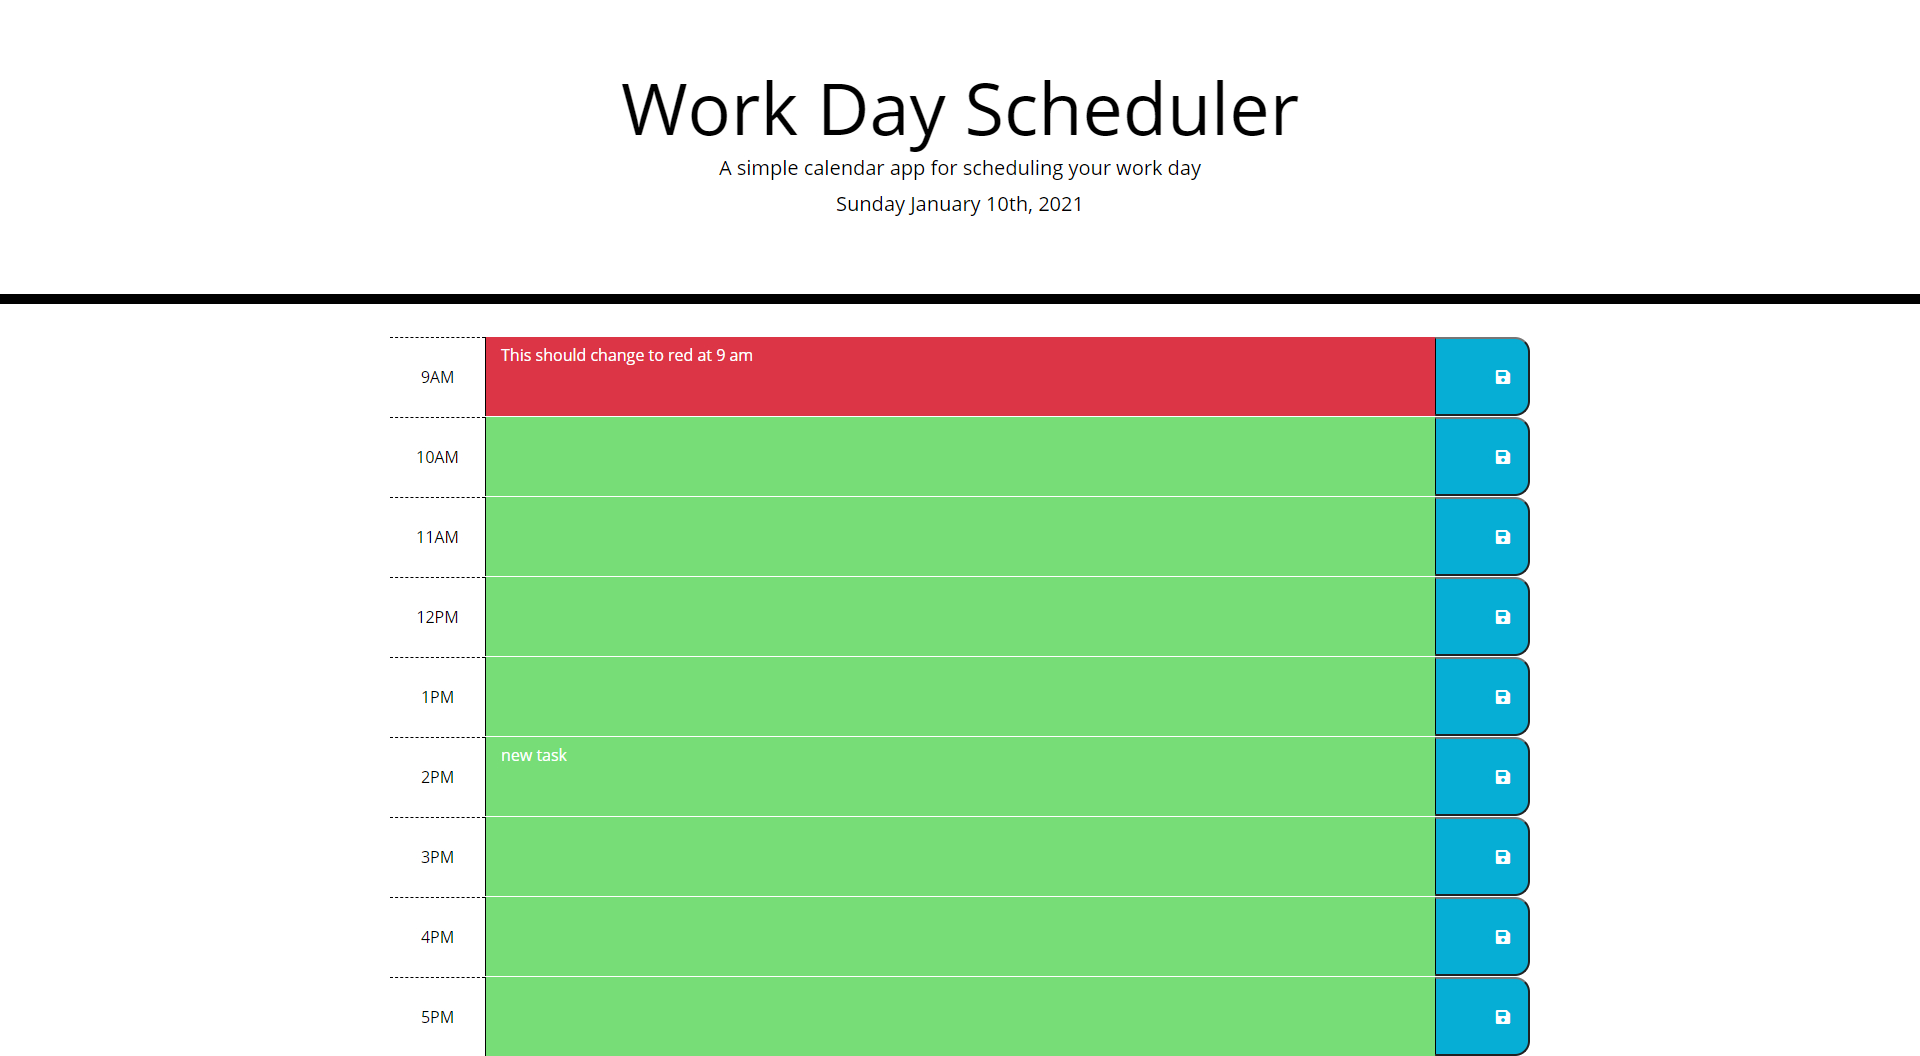 Work Day Scheduler
A simple calendar app for scheduling your work day
Sunday January 10th, 2021
9AM
This should change to red at 9 am
10AM
11AM
12PM
1PM
2PM
new task
3PM
4PM
5PM